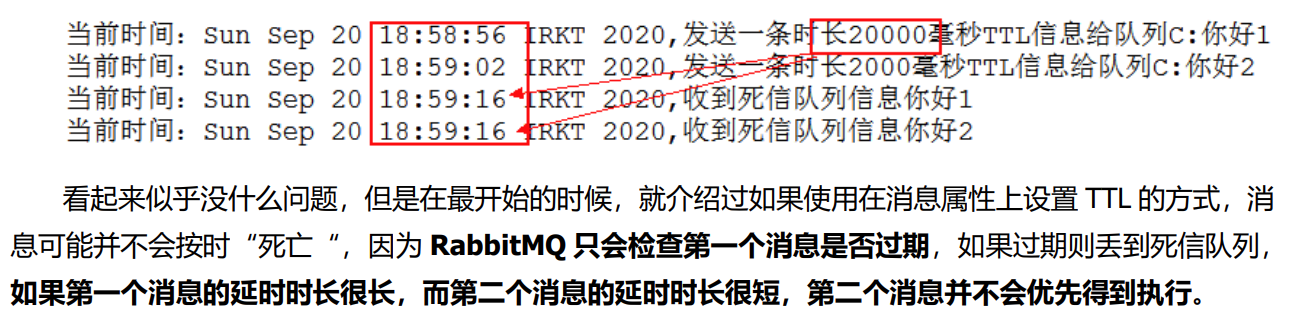 当前时间：Sun Sep 20 18:58:56 IRKT 2020,发送一条时长20000毫秒TTL信息给队列C:你好1
当前时间：Sun Sep 20 18:59:02 IRKT 2020,发送一条时长2000毫秒TTL信息给队列C:你好2
当前时间：Sun Sep 20 18:59:16 IRKT 2020,收到死信队列信息你好1
当前时间：Sun Sep 20 18:59:16 IRKT 2020,收到死信队列信息你好2
看起来似乎没什么问题，但是在最开始的时候，就介绍过如果使用在消息属性上设置 TTL 的方式，消
息可能并不会按时“死亡“，因为 RabbitMQ 只会检查第一个消息是否过期，如果过期则丢到死信队列，
如果第一个消息的延时时长很长，而第二个消息的延时时长很短，第二个消息并不会优先得到执行。